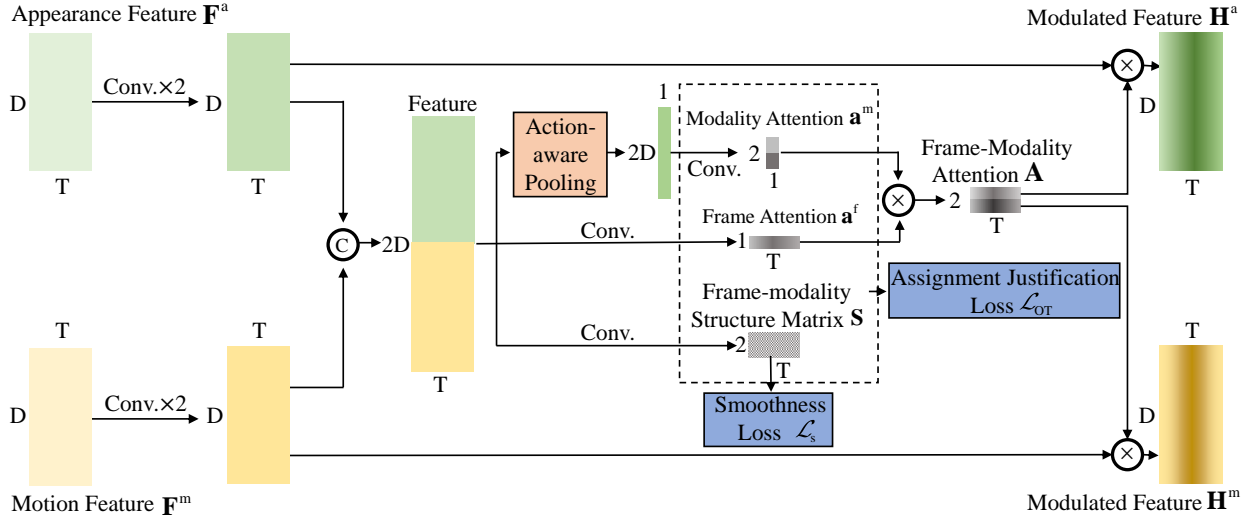 Appearance Feature F^a
D
T
Conv.×2
D
T
Feature
2D
T
C
Action-
aware
Pooling
2D
1
Conv.
Modality Attention a^m
2
1
Conv.
Frame Attention a^f
1
T
Conv.
Frame-modality
Structure Matrix S
2
T
Smoothness
Loss ℒ_s
Assignment Justification
Loss ℒ_OT
×
Frame-Modality
Attention A
2
T
Modulated Feature H^a
×
D
T
T
D
Conv.×2
T
D
Motion Feature F^m
T
D
×
Modulated Feature H^m